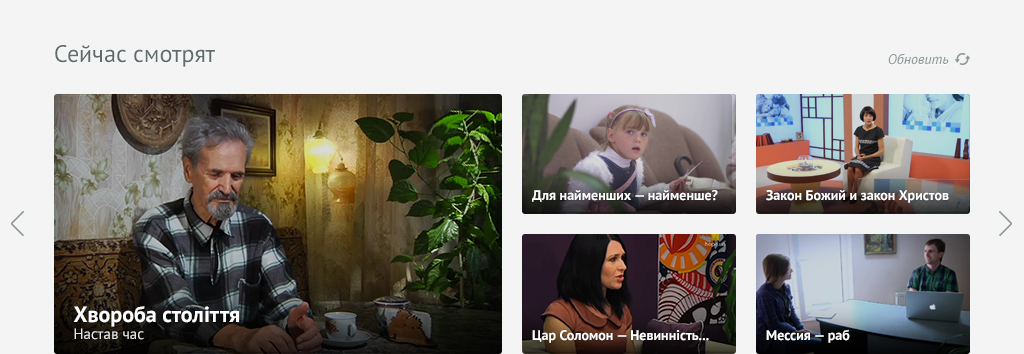 Сейчас смотрят
Обновить
Хвороба століття
Настав час
Для найменших — найменше?
Закон Божий и закон Христов
Цар Соломон — Невинність...
Мессия — раб